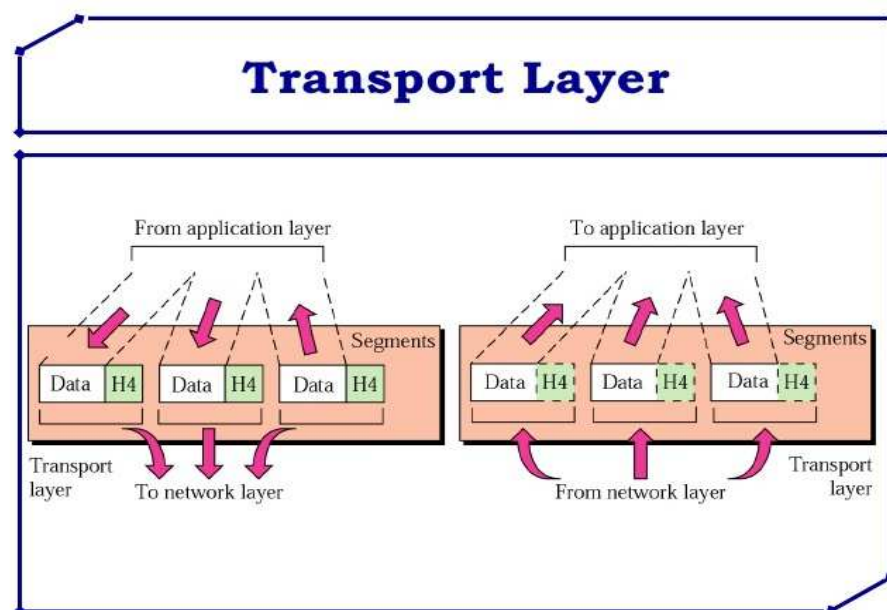 Transport Layer
From application layer
Segments
Data H4 Data H4 Data H4
Transport
layer
To network layer
To application layer
Segments
Data H4 Data H4 Data H4
From network layer
Transport
layer